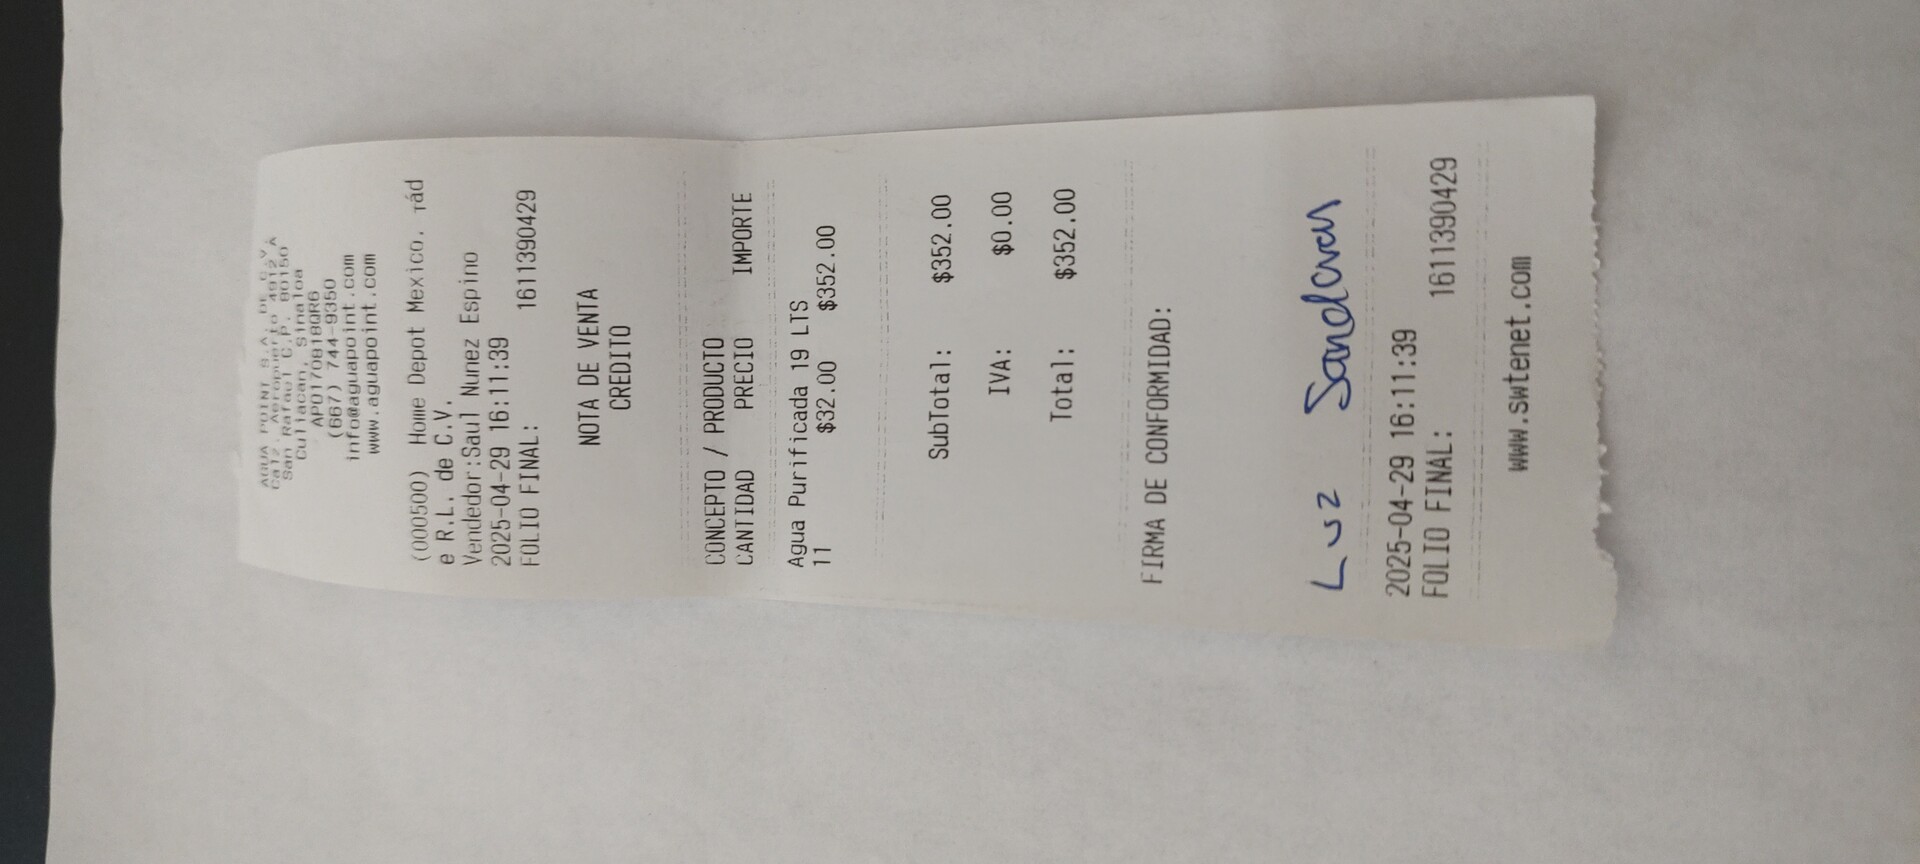 AGUA POINT S.A. DE C.V.
Calz. Aeropuerto 4912 A
San Rafael C.P. 80150
Culiacan, Sinaloa
APO170818QR6
(667) 744-9350
info@aguapoint.com
www.aguapoint.com
(000500) Home Depot Mexico,
e R.L. de C.V.
Vendedor:Saul Nunez Espino
2025-04-29 16:11:39
FOLIO FINAL: 1611390429
NOTA DE VENTA
CREDITO
CONCEPTO / PRODUCTO
CANTIDAD PRECIO IMPORTE
Agua Purificada 19 LTS
11 $32.00 $352.00
SubTotal: $352.00
IVA: $0.00
Total: $352.00
FIRMA DE CONFORMIDAD:
Luz
2025-04-29 16:11:39
FOLIO FINAL: 1611390429
www.swtenet.com